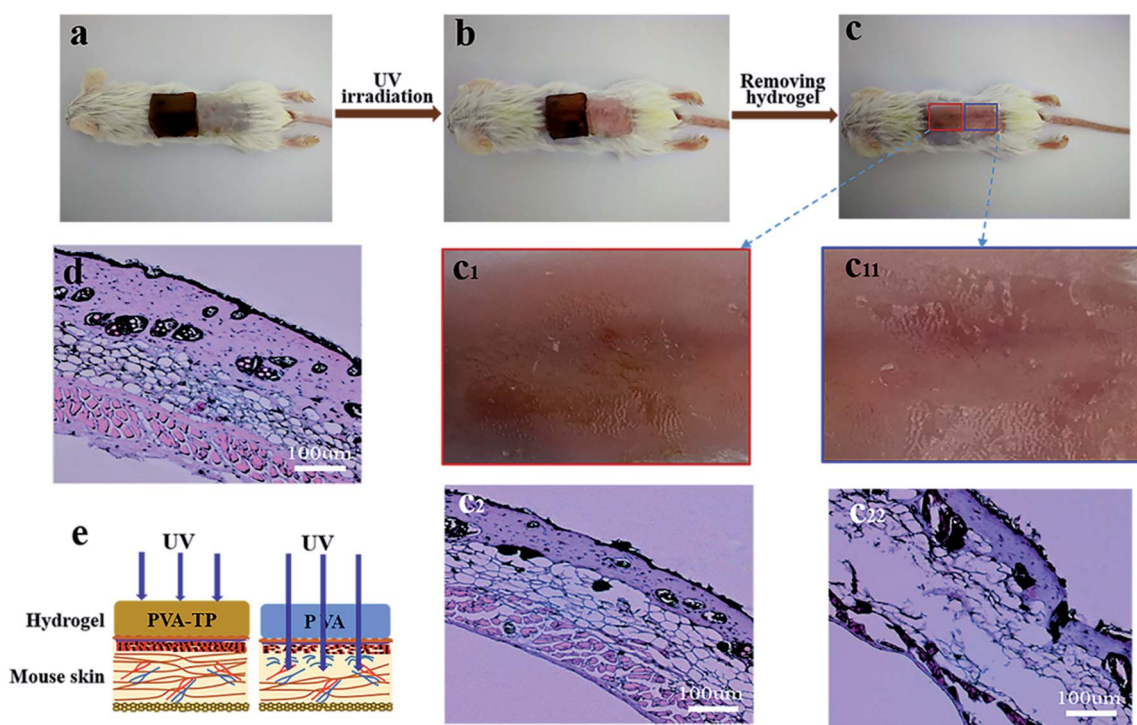 a
UV
irradiation
b
Removing
hydrogel
c
d
100um
c1
c11
e
UV
UV
Hydrogel
PVA-TP
PVA
Mouse skin
c2
100um
c22
100um